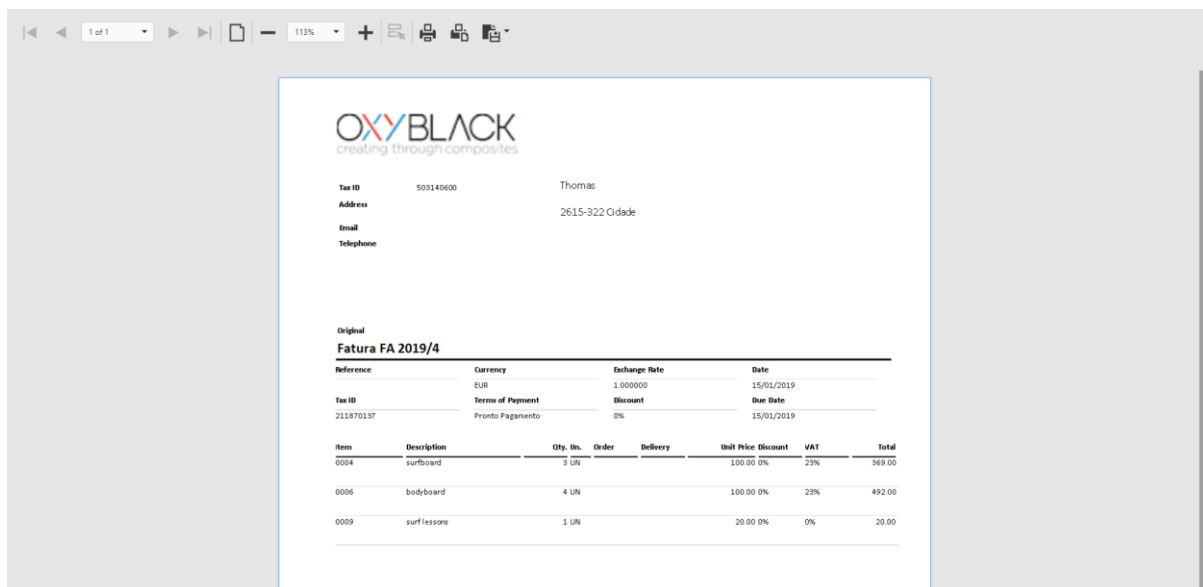 1 of 1
113%
OXYBLACK
creating through composites
Tax ID 503140600
Thomas
Address
2615-322 Cidade
Email
Telephone
Original
Fatura FA 2019/4
Reference Currency Exchange Rate Date
EUR 1.000000 15/01/2019
Tax ID Terms of Payment Discount Due Date
211870137 Pronto Pagamento 0% 15/01/2019
Item Description Qty. Un. Order Delivery Unit Price Discount VAT Total
0004 surfboard 3 UN 100.00 0% 23% 369.00
0006 bodyboard 4 UN 100.00 0% 23% 492.00
0009 surf lessons 1 UN 20.00 0% 0% 20.00